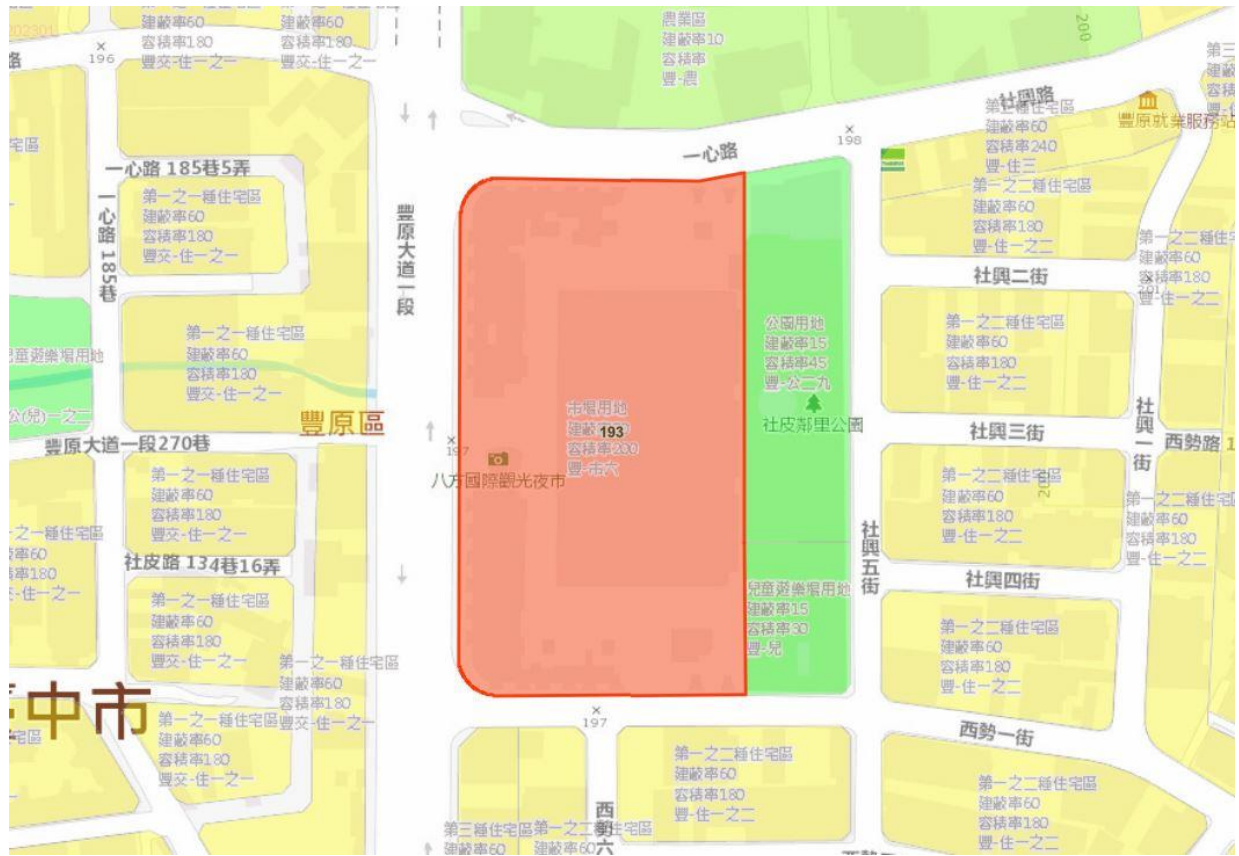 202301
建蔽率60
容積率180
豐交-住一之一
建蔽率60
容積率180
豐交-住一之一
196
路
農業區
建蔽率10
容積率
豐-農
200
社興路
豐原就業服務站
第三種住宅區
建蔽率60
容積率240
豐-住三
198
一心路
一心路 185巷5弄
第一之一種住宅區
建蔽率60
容積率180
豐交-住一之一
一心路 185巷
豐原大道一段
第一之二種住宅區
建蔽率60
容積率180
豐-住一之二
第一之二種住宅區
建蔽率60
容積率180
豐-住一之二
社興二街
第一之一種住宅區
建蔽率60
容積率180
豐交-住一之一
兒童遊樂場用地
公(兒)一之二
豐原區
豐原大道一段270巷
197
市場用地
193
容積率200
豐-市六
八方國際觀光夜市
公園用地
建蔽率15
容積率45
豐-公二九
社皮鄰里公園
第一之二種住宅區
建蔽率60
容積率180
豐-住一之二
社興三街
社興一街
西勢路 1
第一之一種住宅區
建蔽率60
容積率180
豐交-住一之一
之一種住宅區
社皮路 134巷16弄
第一之二種住宅區
建蔽率60
容積率180
豐-住一之二
200
第一之二種住宅區
建蔽率60
容積率180
豐-住一之二
社興五街
社興四街
兒童遊樂場用地
建蔽率15
容積率30
豐-兒
第一之一種住宅區
建蔽率60
容積率180
豐交-住一之一
第一之一種住宅區
建蔽率60
容積率180
豐交-住一之一
第一之二種住宅區
建蔽率60
容積率180
豐-住一之二
中市
第一之一種住宅區
建蔽率60
容積率180
豐交-住一之一
197
西勢一街
第一之二種住宅區
建蔽率60
容積率180
豐-住一之二
第一之二種住宅區
建蔽率60
容積率180
豐-住一之二
西勢六
第三種住宅區
建蔽率60
第一之二種住宅區
建蔽率60